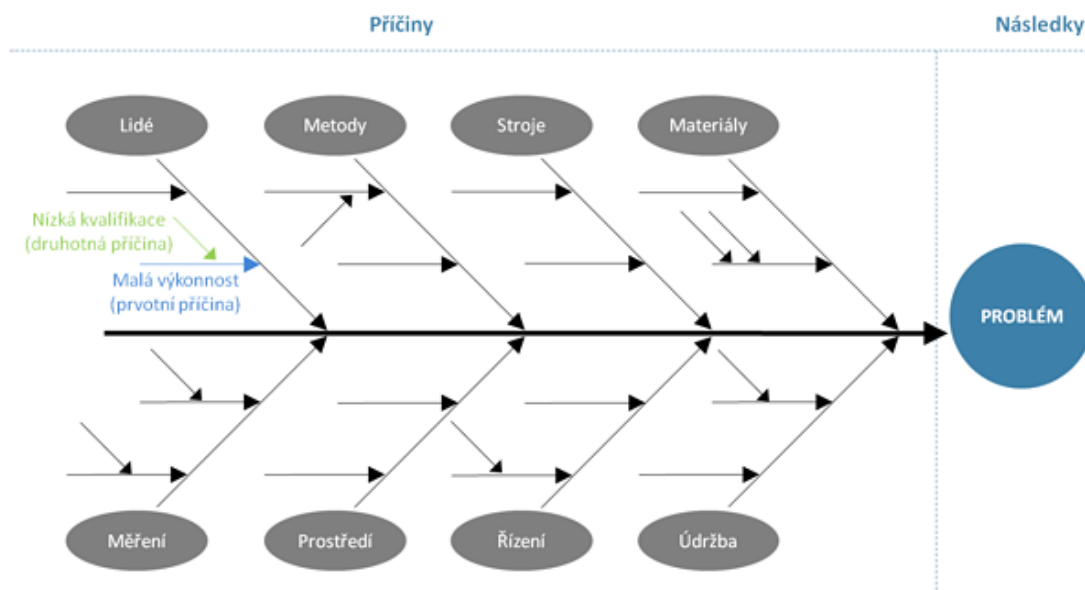 Příčiny
Následky
Lidé
Metody
Stroje
Materiály
Nízká kvalifikace
(druhotná příčina)
Malá výkonnost
(prvotní příčina)
PROBLÉM
Měření
Prostředí
Řízení
Údržba